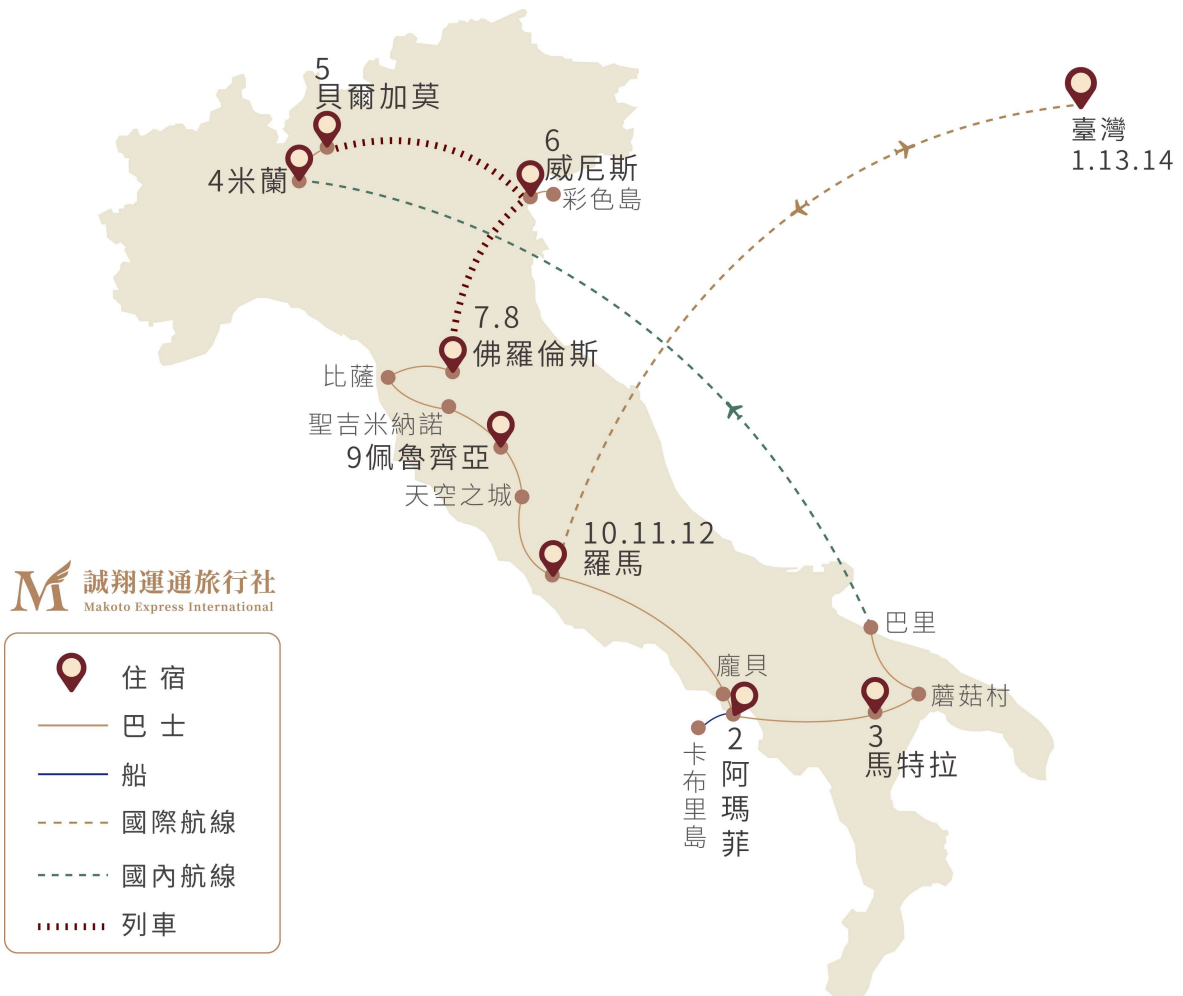 5
貝爾加莫
4米蘭
6
威尼斯
彩色島
臺灣
1.13.14
7.8
佛羅倫斯
比薩
聖吉米納諾
9佩魯齊亞
天空之城
10.11.12
羅馬
巴里
龐貝
蘑菇村
卡布里島
2
阿瑪菲
3
馬特拉
M 誠翔運通旅行社
Makoto Express International
住宿
巴士
船
國際航線
國內航線
列車